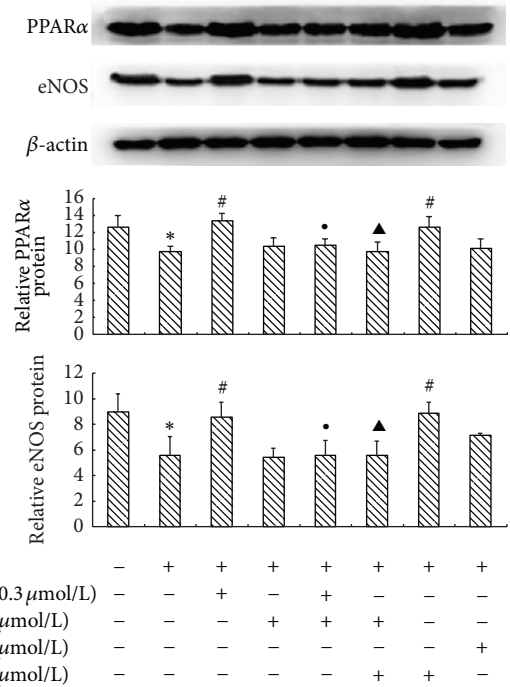 PPARα
eNOS
β-actin
Relative PPARα protein
16
14
12
10
8
6
4
2
0
* # • ▲ #
Relative eNOS protein
12
10
8
6
4
2
0
* # • ▲ #
− + + + + + + +
0.3 μmol/L) − − + − + − − −
μmol/L) − − − + + + − −
μmol/L) − − − − − − − +
μmol/L) − − − − − + + −